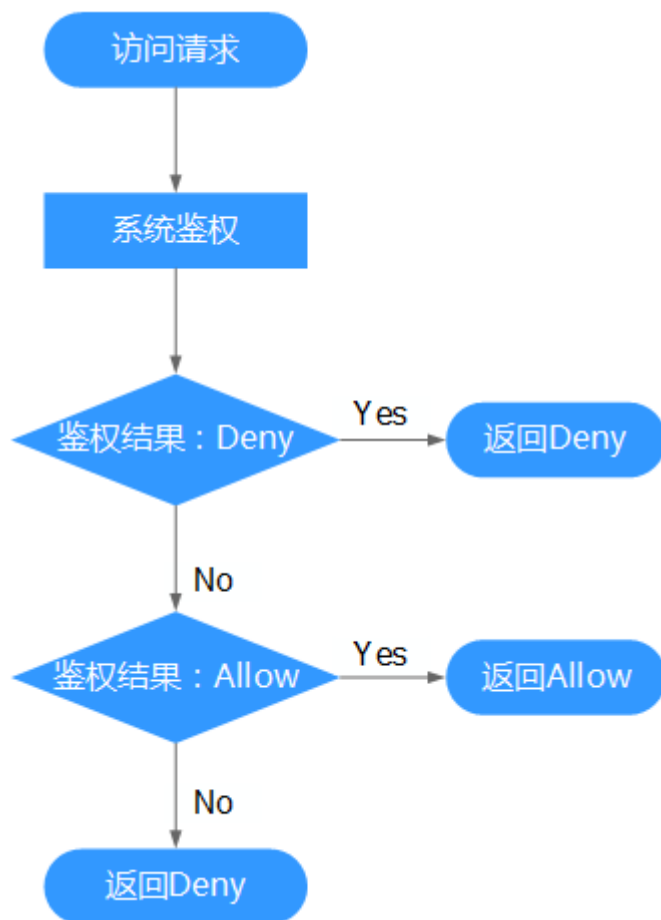 访问请求
系统鉴权
鉴权结果：Deny
Yes
返回Deny
No
鉴权结果：Allow
Yes
返回Allow
No
返回Deny